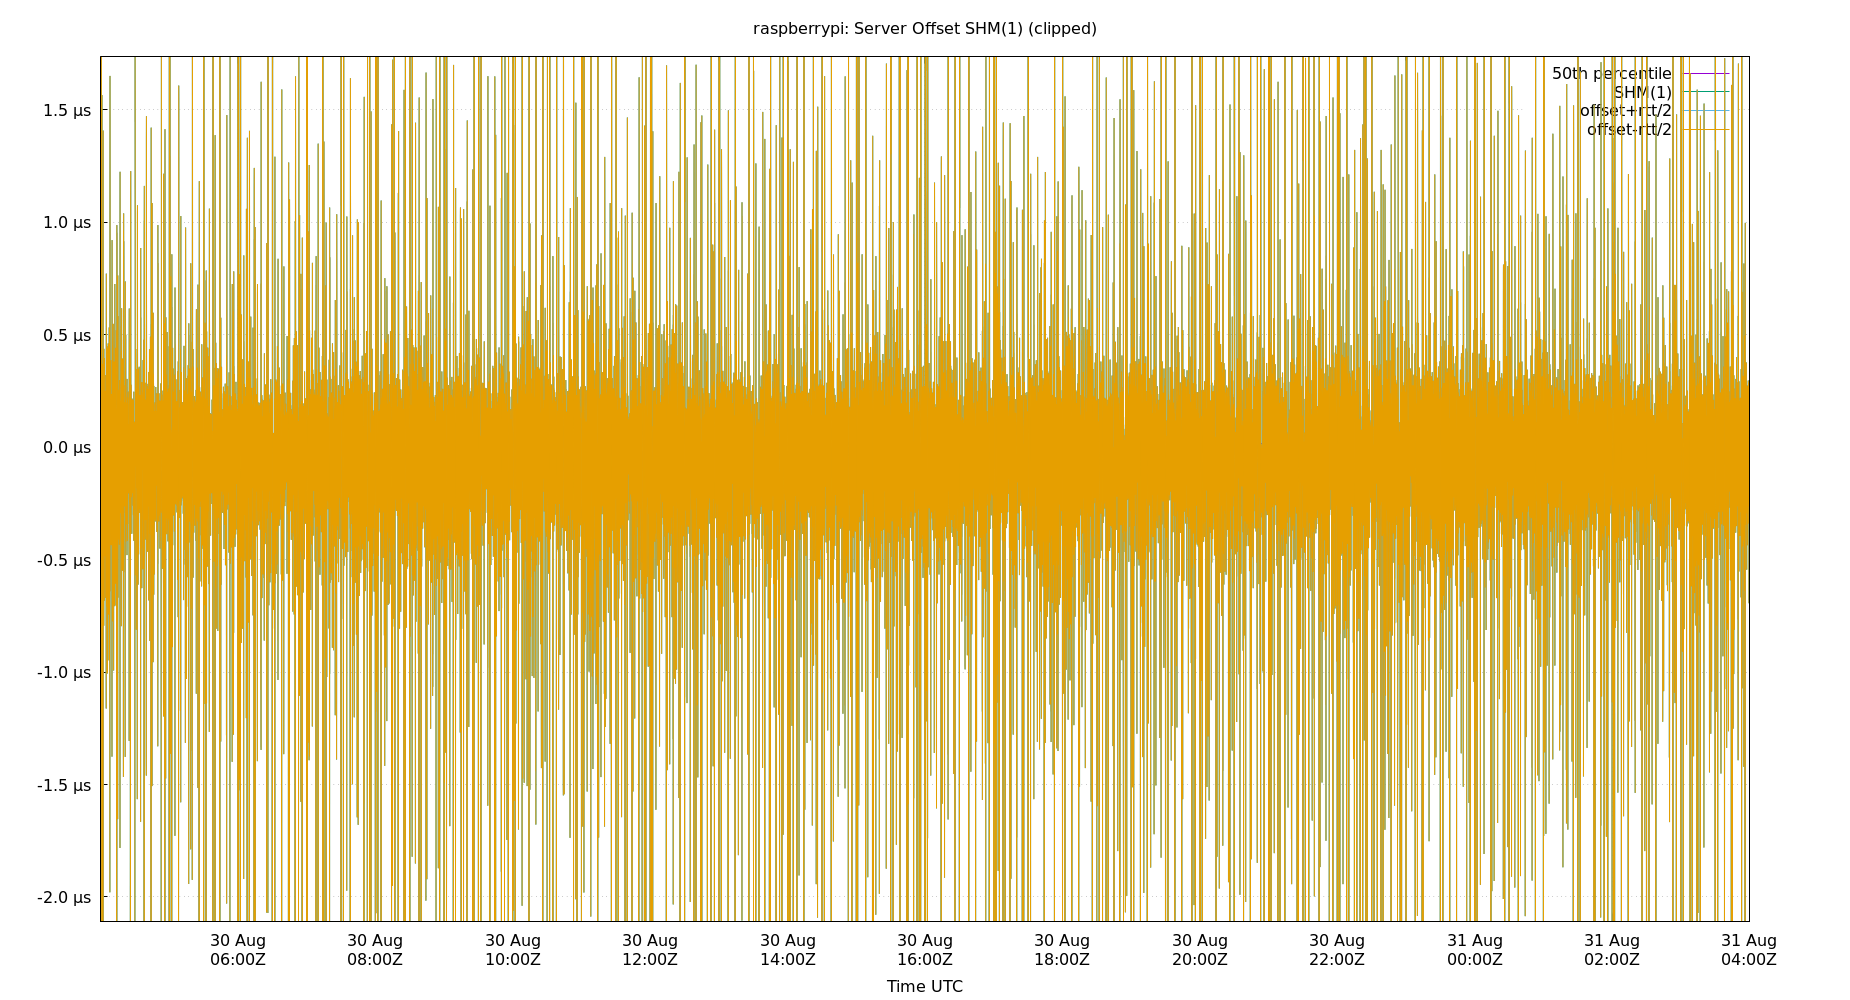 raspberrypi: Server Offset SHM(1) (clipped)
50th percentile
SHM(1)
offset+rtt/2
offset-rtt/2
1.5 µs
1.0 µs
0.5 µs
0.0 µs
-0.5 µs
-1.0 µs
-1.5 µs
-2.0 µs
30 Aug 30 Aug 30 Aug 30 Aug 30 Aug 30 Aug 30 Aug 30 Aug 30 Aug 31 Aug 31 Aug 31 Aug
06:00Z 08:00Z 10:00Z 12:00Z 14:00Z 16:00Z 18:00Z 20:00Z 22:00Z 00:00Z 02:00Z 04:00Z
Time UTC